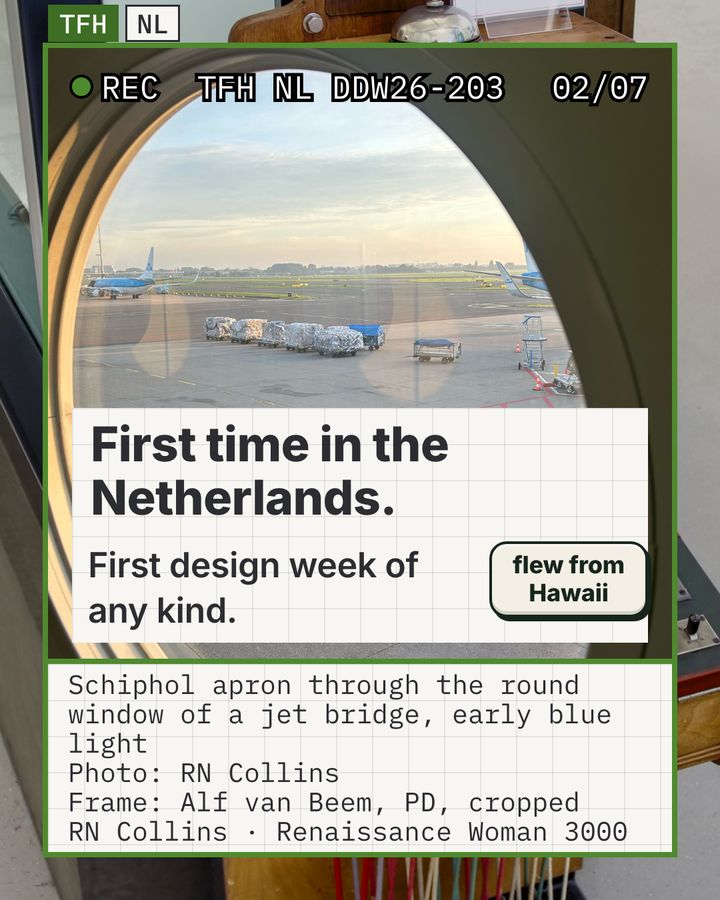 TFH NL
REC TFH NL DDW26-203 02/07
First time in the
Netherlands.
First design week of
any kind.
flew from
Hawaii
Schiphol apron through the round
window of a jet bridge, early blue
light
Photo: RN Collins
Frame: Alf van Beem, PD, cropped
RN Collins · Renaissance Woman 3000